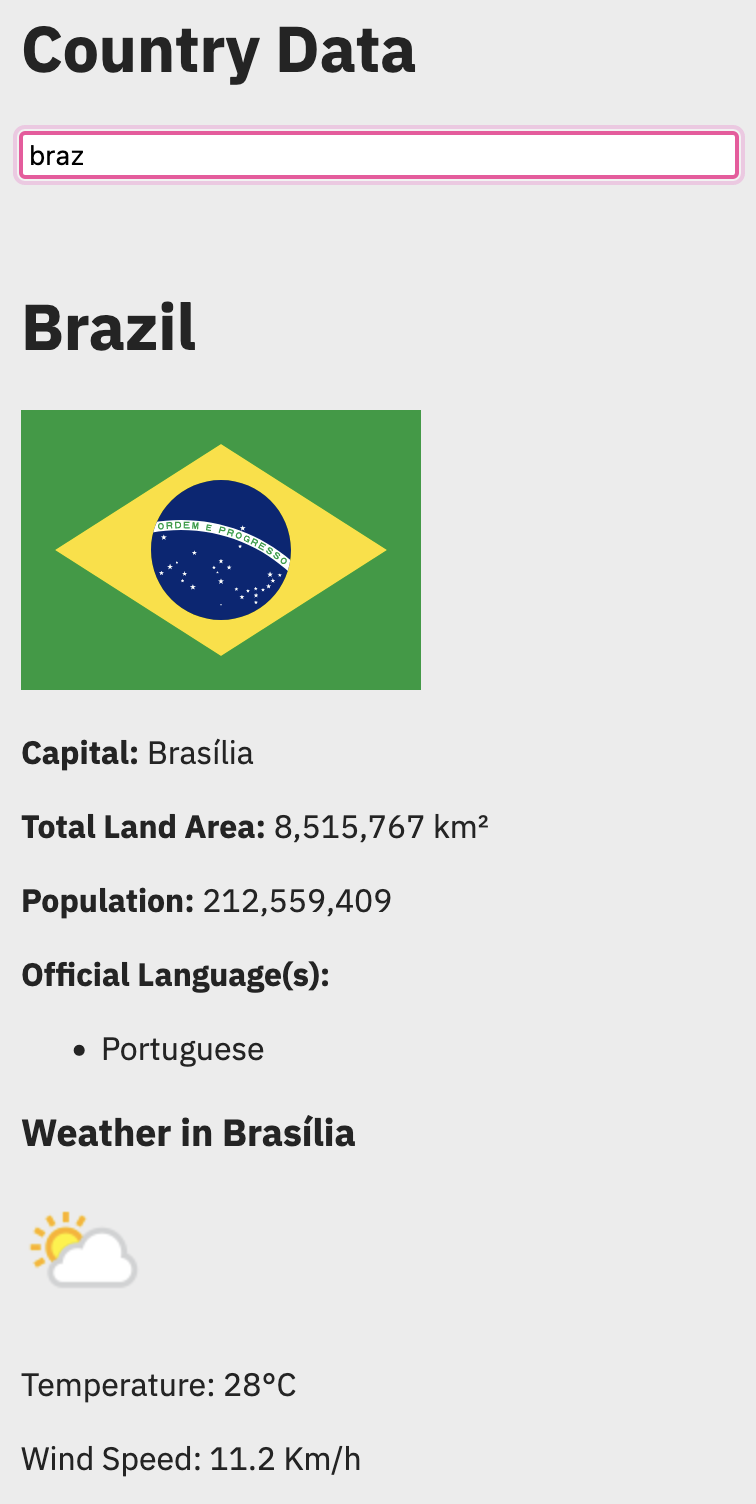 Country Data
braz
Brazil
ORDEM E PROGRESSO
Capital: Brasília
Total Land Area: 8,515,767 km²
Population: 212,559,409
Official Language(s):
• Portuguese
Weather in Brasília
Temperature: 28°C
Wind Speed: 11.2 Km/h